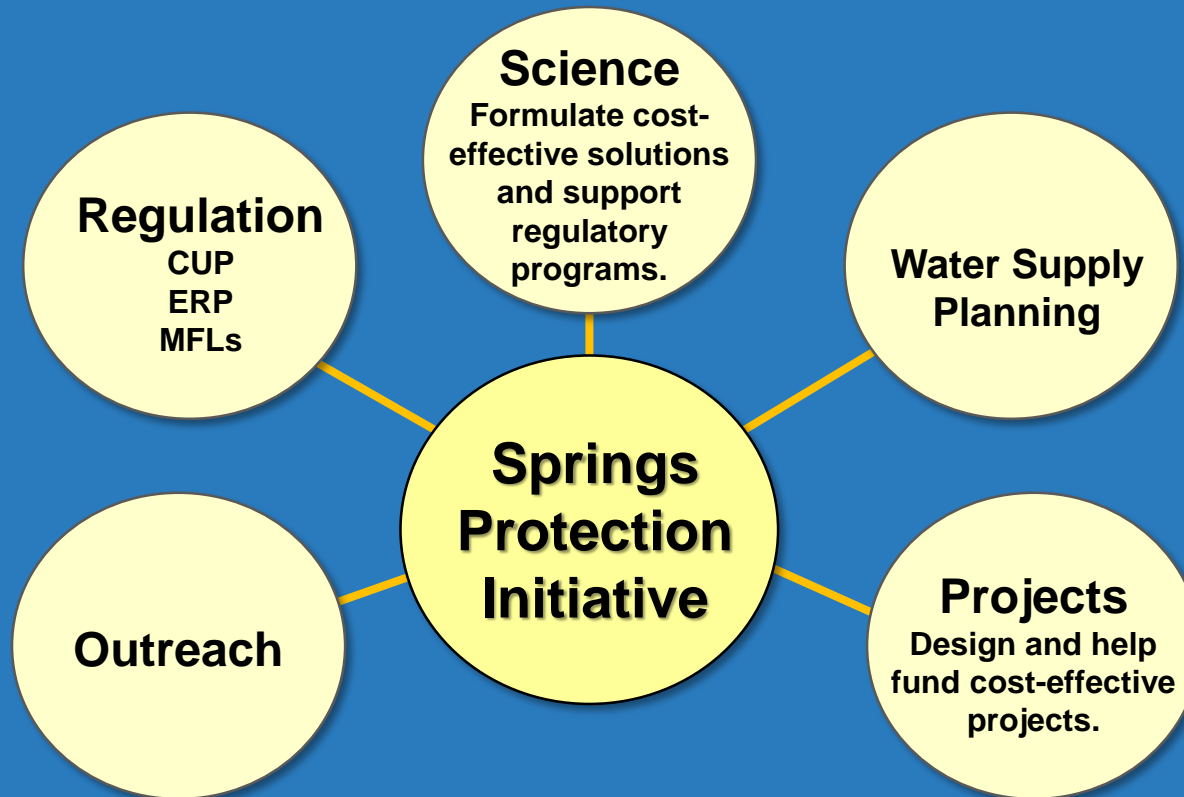 Science
Formulate cost-
effective solutions
and support
regulatory
programs.
Regulation
CUP
ERP
MFLs
Water Supply
Planning
Springs
Protection
Initiative
Outreach
Projects
Design and help
fund cost-effective
projects.